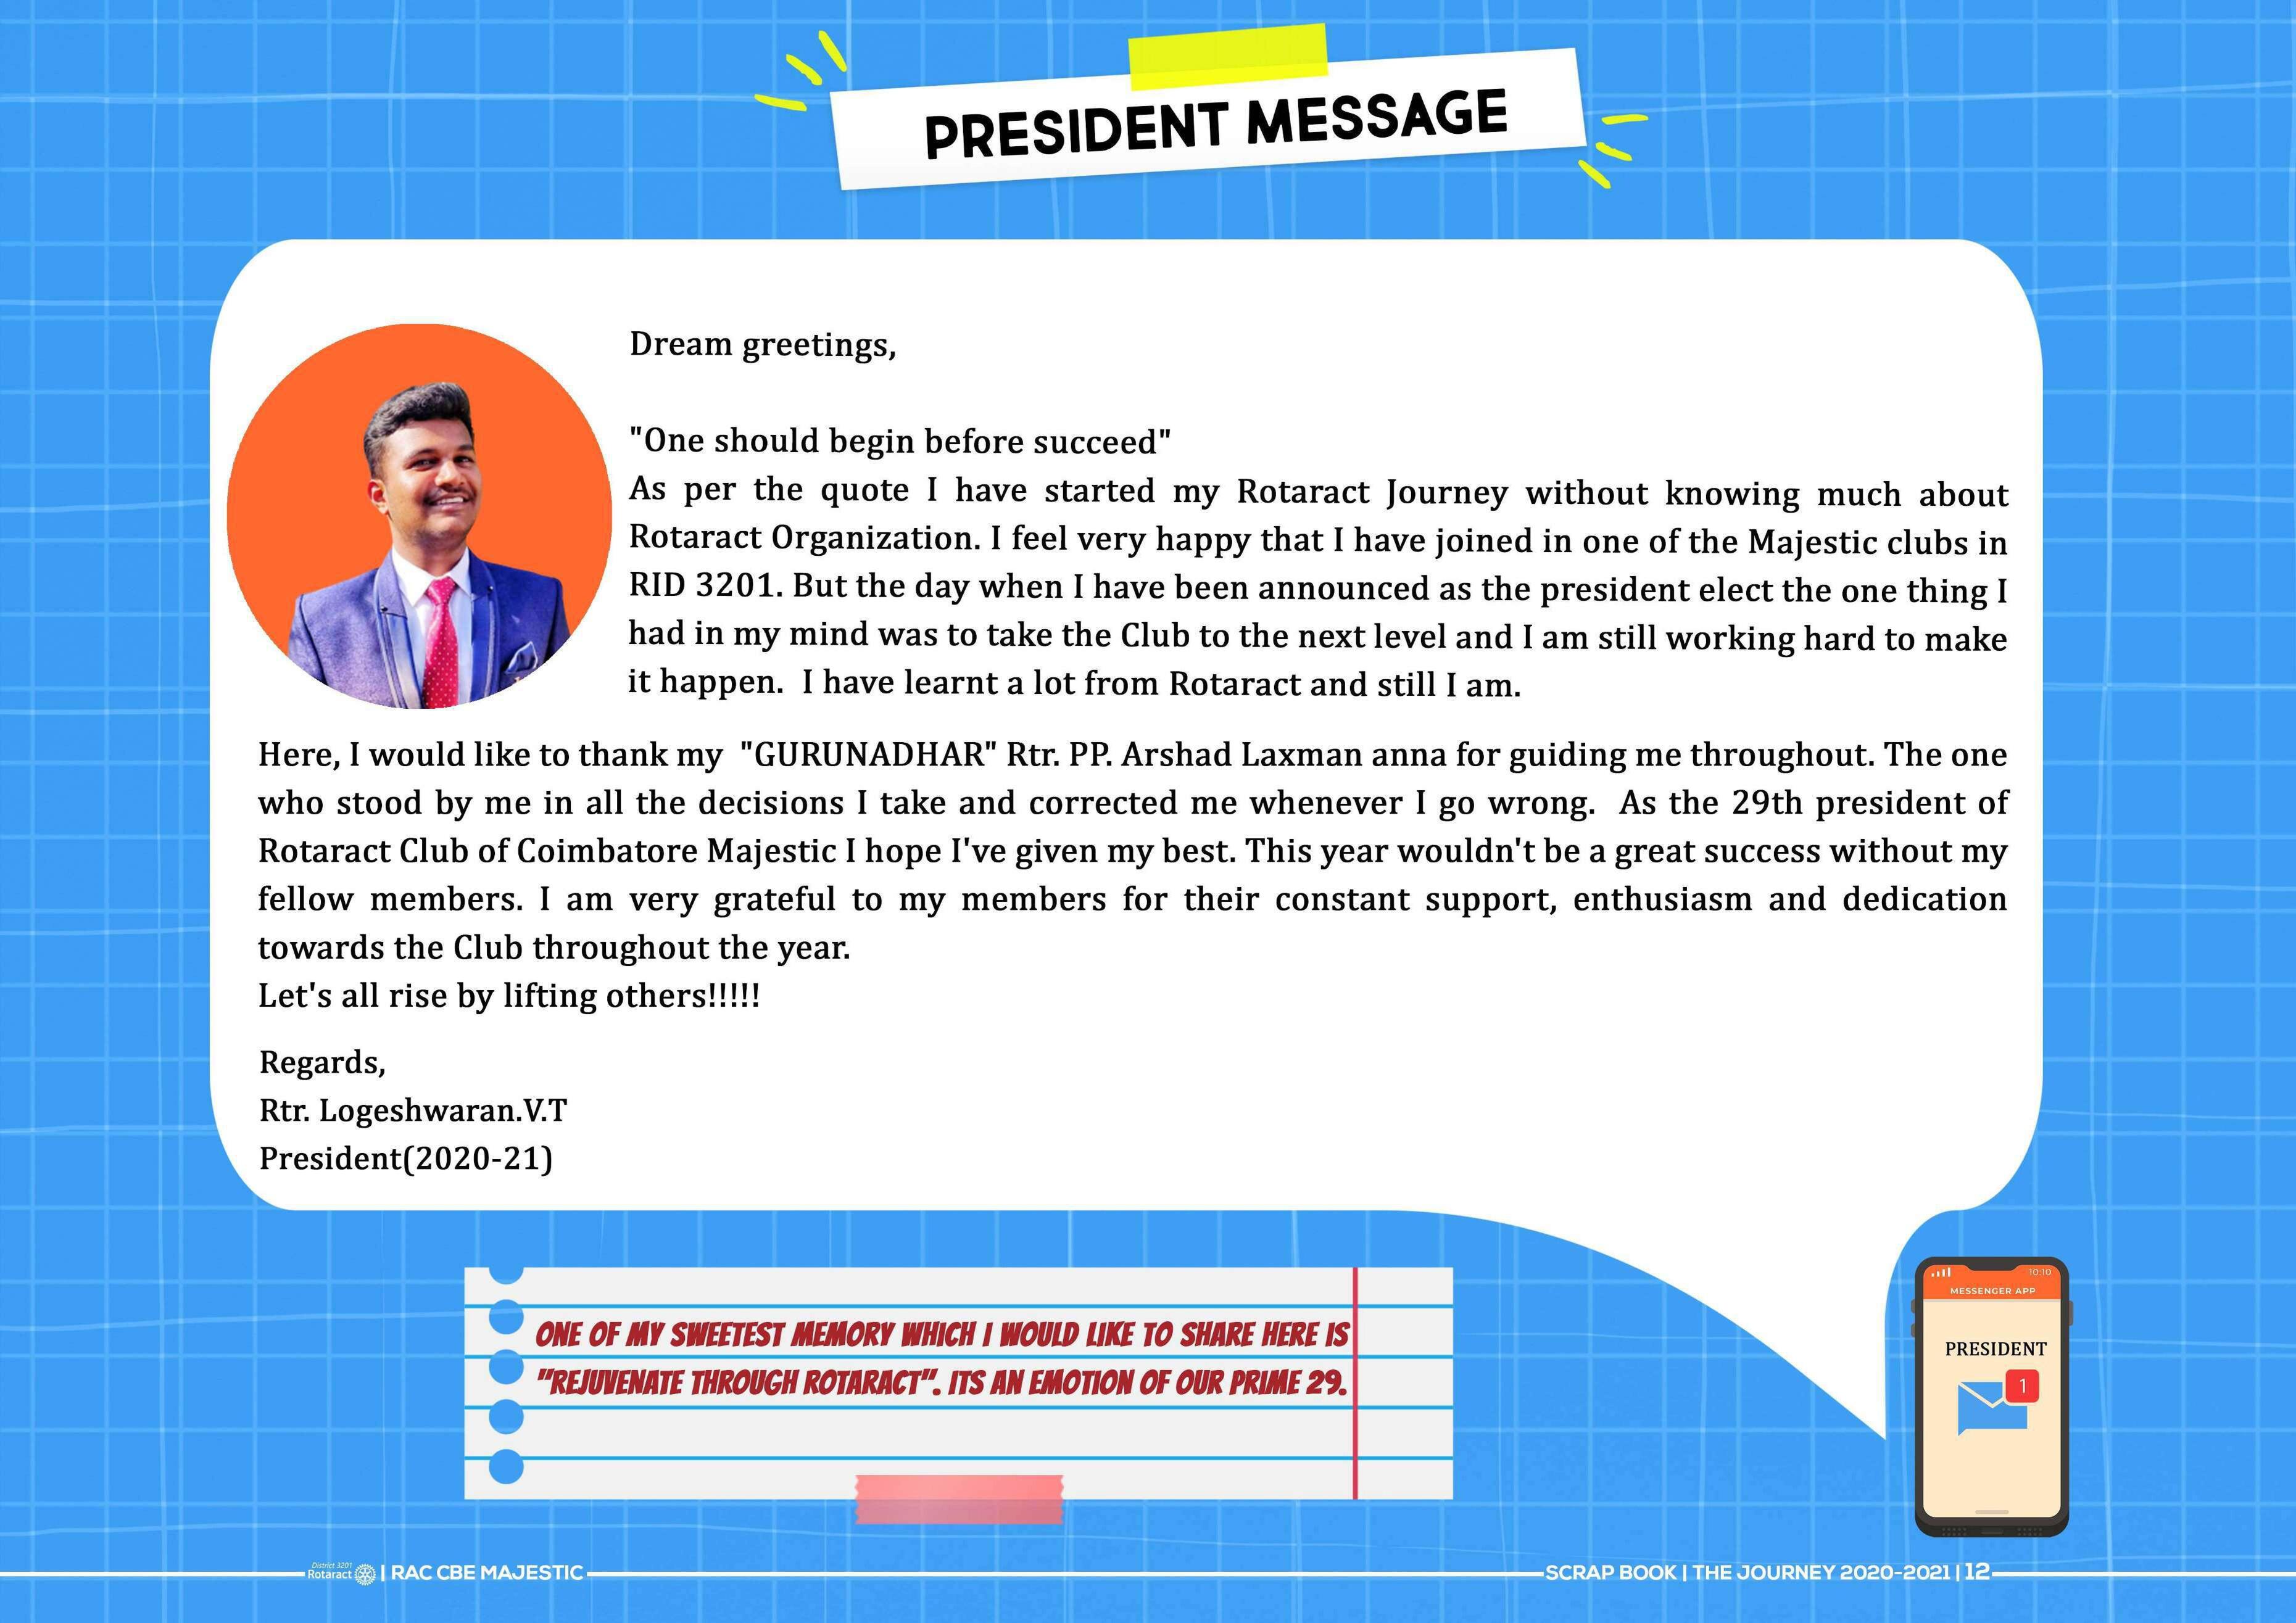 PRESIDENT MESSAGE
Dream greetings,
"One should begin before succeed"
As per the quote I have started my Rotaract Journey without knowing much about
Rotaract Organization. I feel very happy that I have joined in one of the Majestic clubs in
RID 3201. But the day when I have been announced as the president elect the one thing I
had in my mind was to take the Club to the next level and I am still working hard to make
it happen.  I have learnt a lot from Rotaract and still I am.
Here, I would like to thank my  "GURUNADHAR" Rtr. PP. Arshad Laxman anna for guiding me throughout. The one
who stood by me in all the decisions I take and corrected me whenever I go wrong.  As the 29th president of
Rotaract Club of Coimbatore Majestic I hope I've given my best. This year wouldn't be a great success without my
fellow members. I am very grateful to my members for their constant support, enthusiasm and dedication
towards the Club throughout the year.
Let's all rise by lifting others!!!!!
Regards,
Rtr. Logeshwaran.V.T
President(2020-21)
ONE OF MY SWEETEST MEMORY WHICH I WOULD LIKE TO SHARE HERE IS
"REJUVENATE THROUGH ROTARACT". ITS AN EMOTION OF OUR PRIME 29.
10:10
MESSENGER APP
PRESIDENT
1
District 3201
Rotaract | RAC CBE MAJESTIC
SCRAP BOOK | THE JOURNEY 2020-2021 | 12